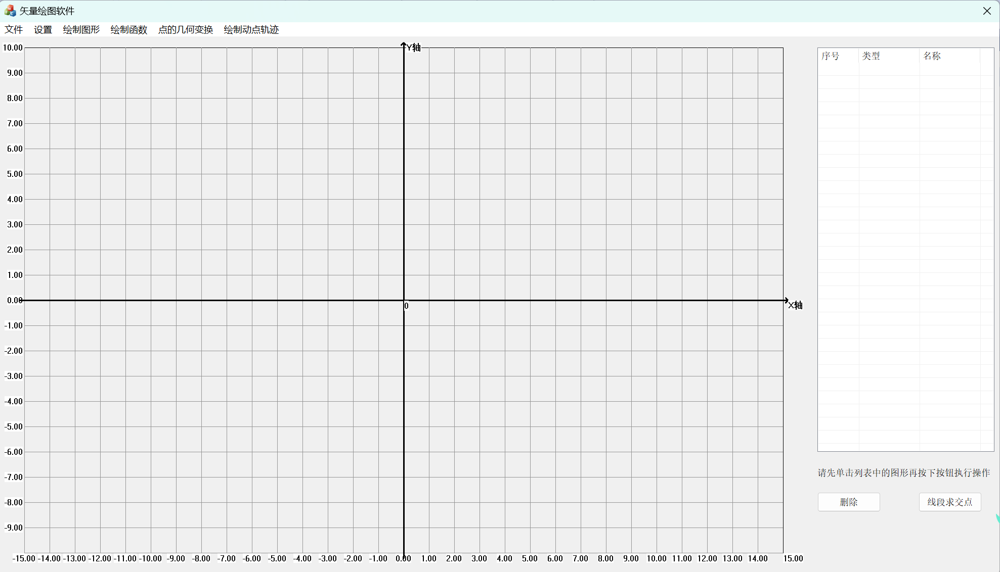 矢量绘图软件
文件 设置 绘制图形 绘制函数 点的几何变换 绘制动点轨迹
10.00 Y轴
序号 类型 名称
9.00
8.00
7.00
6.00
5.00
4.00
3.00
2.00
1.00
0.00
0 X轴
-1.00
-2.00
-3.00
-4.00
-5.00
-6.00
-7.00
-8.00
-9.00
-15.00 -14.00 -13.00 -12.00 -11.00 -10.00 -9.00 -8.00 -7.00 -6.00 -5.00 -4.00 -3.00 -2.00 -1.00 0.00 1.00 2.00 3.00 4.00 5.00 6.00 7.00 8.00 9.00 10.00 11.00 12.00 13.00 14.00 15.00
请先单击列表中的图形再按下按钮执行操作
删除 线段求交点